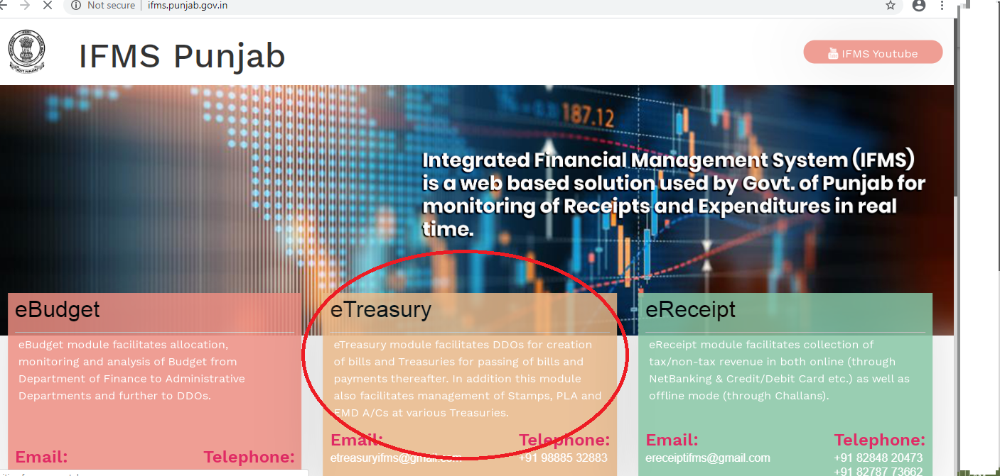 Not secure | ifms.punjab.gov.in
IFMS Punjab
IFMS Youtube
187.12
Integrated Financial Management System (IFMS)
is a web based solution used by Govt. of Punjab for
monitoring of Receipts and Expenditures in real
time.
eBudget
eBudget module facilitates allocation,
monitoring and analysis of Budget from
Department of Finance to Administrative
Departments and further to DDOs.
Email: Telephone:
eTreasury
eTreasury module facilitates DDOs for creation
of bills and Treasuries for passing of bills and
payments thereafter. In addition this module
also facilitates management of Stamps, PLA and
EMD A/Cs at various Treasuries.
Email: Telephone:
etreasuryifms@gmail.com +91 98885 32883
eReceipt
eReceipt module facilitates collection of
tax/non-tax revenue in both online (through
NetBanking & Credit/Debit Card etc.) as well as
offline mode (through Challans).
Email: Telephone:
ereceiptifms@gmail.com +91 82848 20473
+91 82787 73662